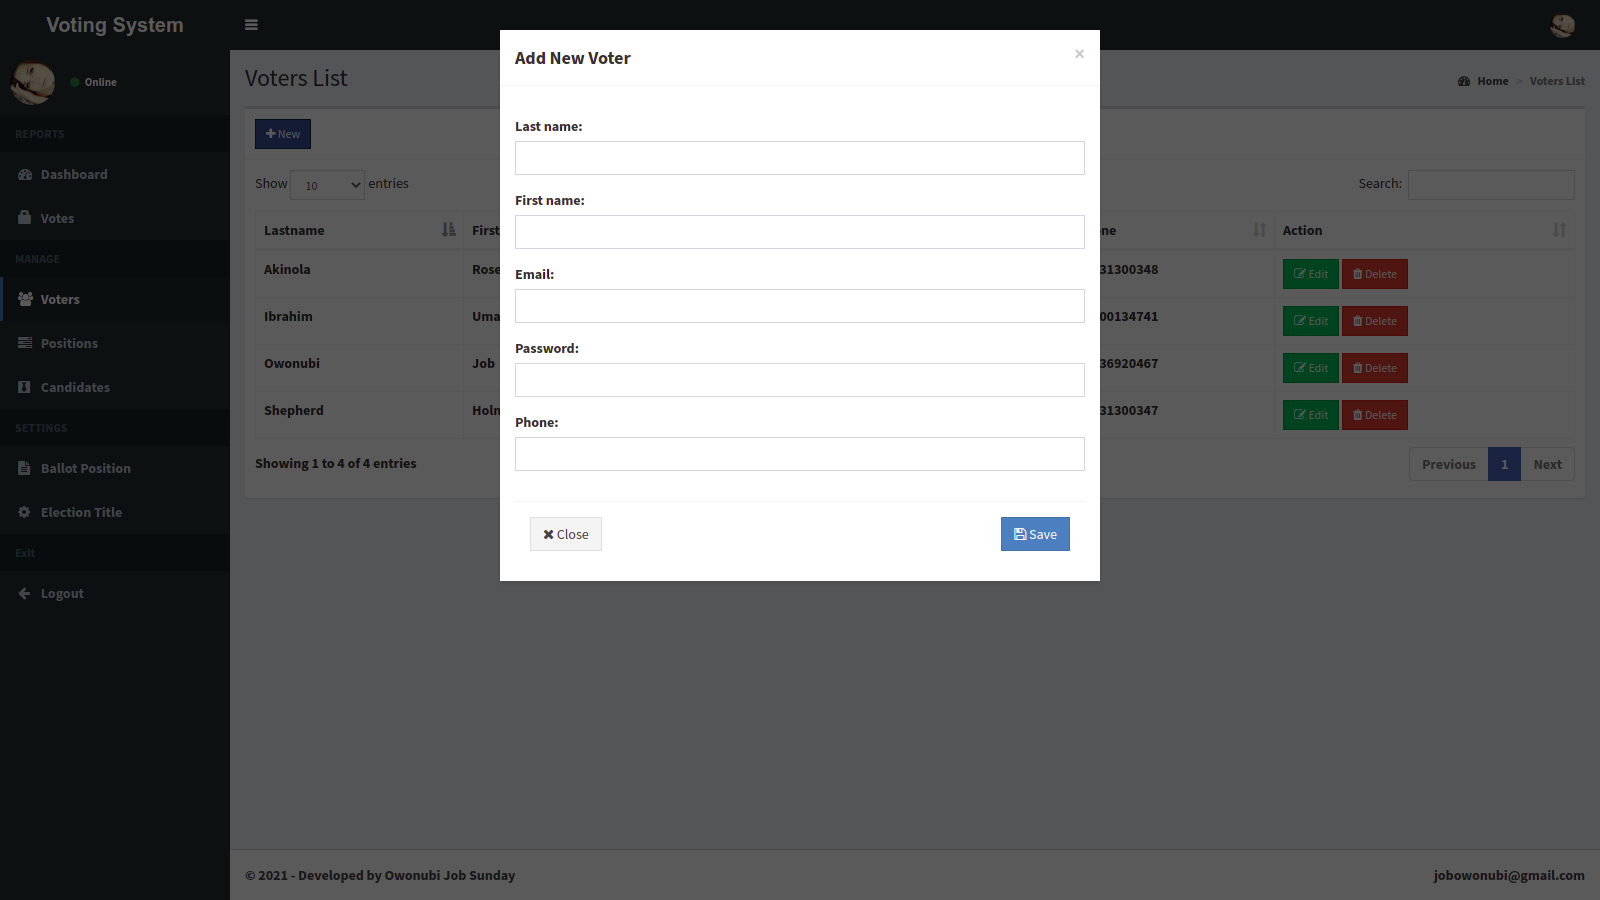 Voting System
Online
REPORTS
Dashboard
Votes
MANAGE
Voters
Positions
Candidates
SETTINGS
Ballot Position
Election Title
Exit
Logout
Voters List
Home > Voters List
New
Show 10 entries
Search:
Lastname First ne Action
Akinola Rose 31300348 Edit Delete
Ibrahim Uma 00134741 Edit Delete
Owonubi Job 36920467 Edit Delete
Shepherd Holm 31300347 Edit Delete
Showing 1 to 4 of 4 entries
Previous 1 Next
Add New Voter
×
Last name:
First name:
Email:
Password:
Phone:
Close Save
© 2021 - Developed by Owonubi Job Sunday
jobowonubi@gmail.com